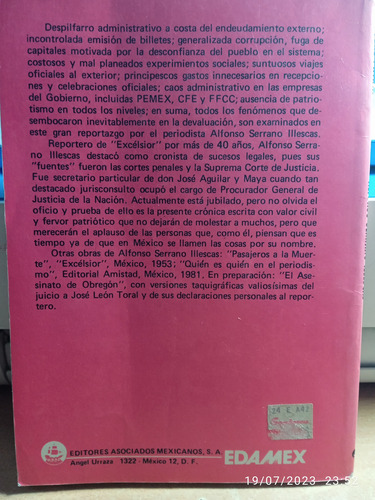 Despilfarro administrativo a costa del endeudamiento externo;
incontrolada emisión de billetes; generalizada corrupción, fuga de
capitales motivada por la desconfianza del pueblo en el sistema;
costosos y mal planeados experimentos sociales; suntuosos viajes
oficiales al exterior; principescos gastos innecesarios en recepcio-
nes y celebraciones oficiales; caos administrativo en las empresas
del Gobierno, incluidas PEMEX, CFE y FFCC; ausencia de patrio-
tismo en todos los niveles; en suma, todos los fenómenos que de-
sembocaron inevitablemente en la devaluación, son examinados en
este gran reportazgo por el periodista Alfonso Serrano Illescas.
Reportero de "Excélsior" por más de 40 años, Alfonso Serra-
no Illescas destacó como cronista de sucesos legales, pues sus
"fuentes" fueron las cortes penales y la Suprema Corte de Justicia.
Fue secretario particular de don José Aguilar y Maya cuando tan
destacado jurisconsulto ocupó el cargo de Procurador General de
Justicia de la Nación. Actualmente está jubilado, pero no olvida el
oficio y prueba de ello es la presente crónica escrita con valor civil
y fervor patriótico que no dejarán de molestar a muchos, pero que
merecerán el aplauso de las personas que, como él, piensan que es
tiempo ya de que en México se llamen las cosas por su nombre.
Otras obras de Alfonso Serrano Illescas: "Pasajeros a la Muer-
te", "Excélsior", México, 1953; "Quién es quién en el periodis-
mo", Editorial Amistad, México, 1981. En preparación: "El Ase-
sinato de Obregón", con versiones taquigráficas valiosísimas del
juicio a José León Toral y de sus declaraciones personales al repor-
tero.
EDITORES ASOCIADOS MEXICANOS, S.A.
Angel Urraza 1322 - México 12, D. F.
EDAMEX
19/07/2023 23:5